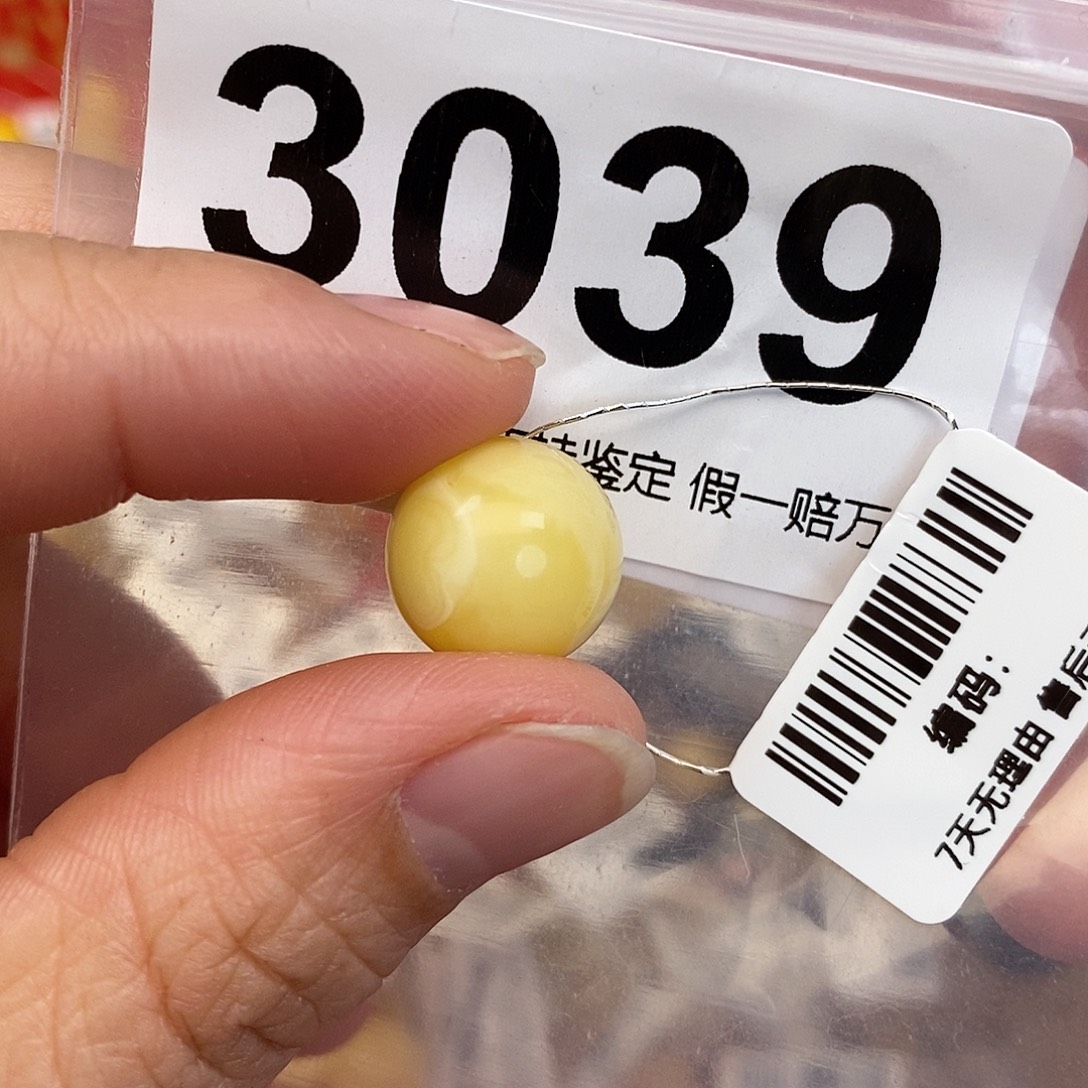 3039
鉴定 假一赔万
编码:
7天无理由 售后